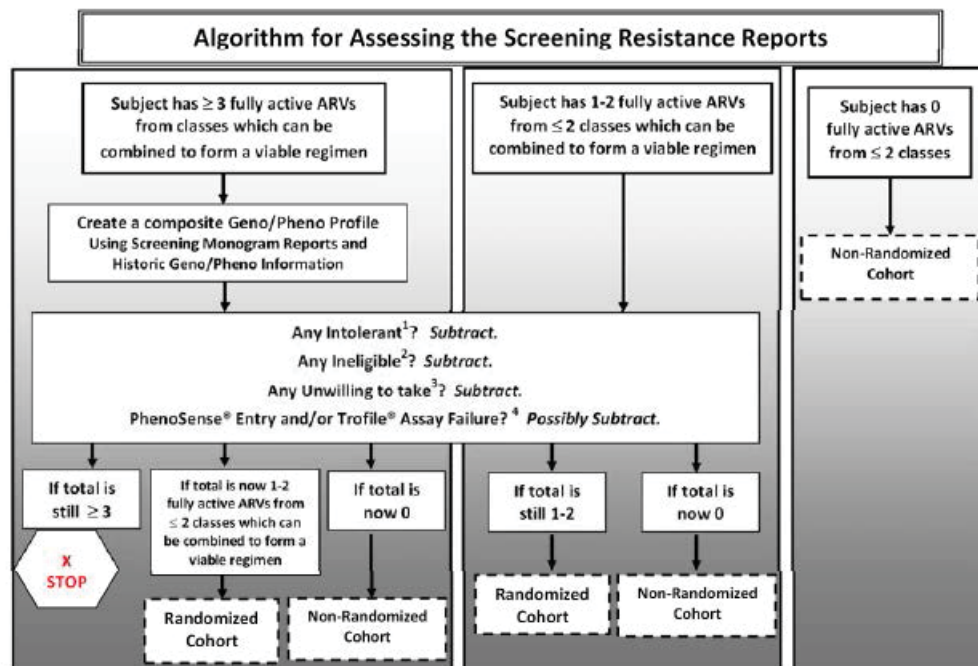 Algorithm for Assessing the Screening Resistance Reports
Subject has ≥ 3 fully active ARVs
from classes which can be
combined to form a viable regimen
Create a composite Geno/Pheno Profile
Using Screening Monogram Reports and
Historic Geno/Pheno Information
Subject has 1-2 fully active ARVs
from ≤ 2 classes which can be
combined to form a viable regimen
Subject has 0
fully active ARVs
from ≤ 2 classes
Non-Randomized
Cohort
Any Intolerant¹? Subtract.
Any Ineligible²? Subtract.
Any Unwilling to take³? Subtract.
PhenoSense® Entry and/or Trofile® Assay Failure? ⁴ Possibly Subtract.
If total is
still ≥ 3
X
STOP
If total is now 1-2
fully active ARVs from
≤ 2 classes which can
be combined to form a
viable regimen
Randomized
Cohort
If total is
now 0
Non-Randomized
Cohort
If total is
still 1-2
Randomized
Cohort
If total is
now 0
Non-Randomized
Cohort